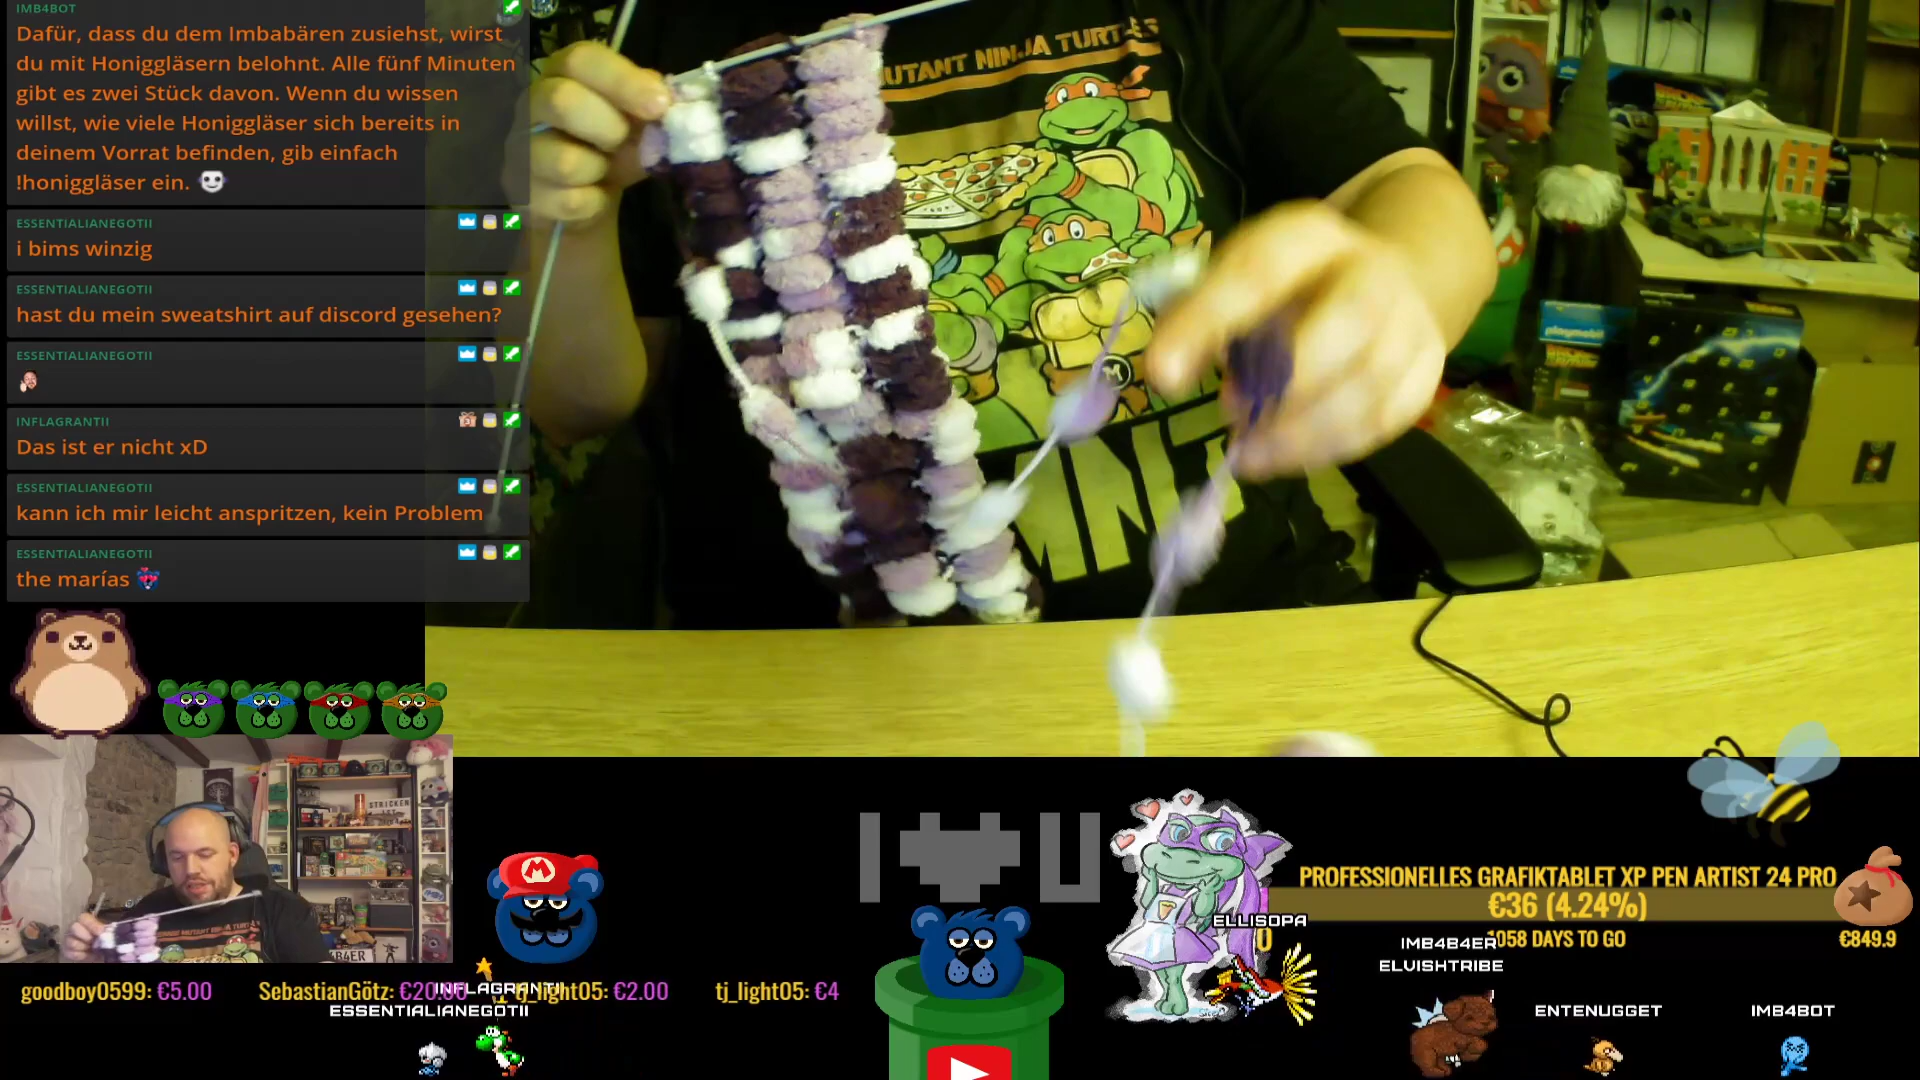 IMB4BOT
Dafür, dass du dem Imbabären zusiehst, wirst
du mit Honiggläsern belohnt. Alle fünf Minuten
gibt es zwei Stück davon. Wenn du wissen
willst, wie viele Honiggläser sich bereits in
deinem Vorrat befinden, gib einfach
!honiggläser ein.
ESSENTIALIANEGOTII
i bims winzig
ESSENTIALIANEGOTII
hast du mein sweatshirt auf discord gesehen?
ESSENTIALIANEGOTII
INFLAGRANTII
Das ist er nicht xD
ESSENTIALIANEGOTII
kann ich mir leicht anspritzen, kein Problem
ESSENTIALIANEGOTII
the marías
MUTANT NINJA TURTLES
playmobil
STRICKER
I ♥ U
PROFESSIONELLES GRAFIKTABLET XP PEN ARTIST 24 PRO
€36 (4.24%)
1058 DAYS TO GO
€849.9
ELLISOPA
IMB4B4ER
ELVISHTRIBE
goodboy0599: €5.00
SebastianGötz: €20.00
tj_light05: €2.00
tj_light05: €4
INFLAGRANTII
ESSENTIALIANEGOTII
ENTENUGGET
IMB4BOT